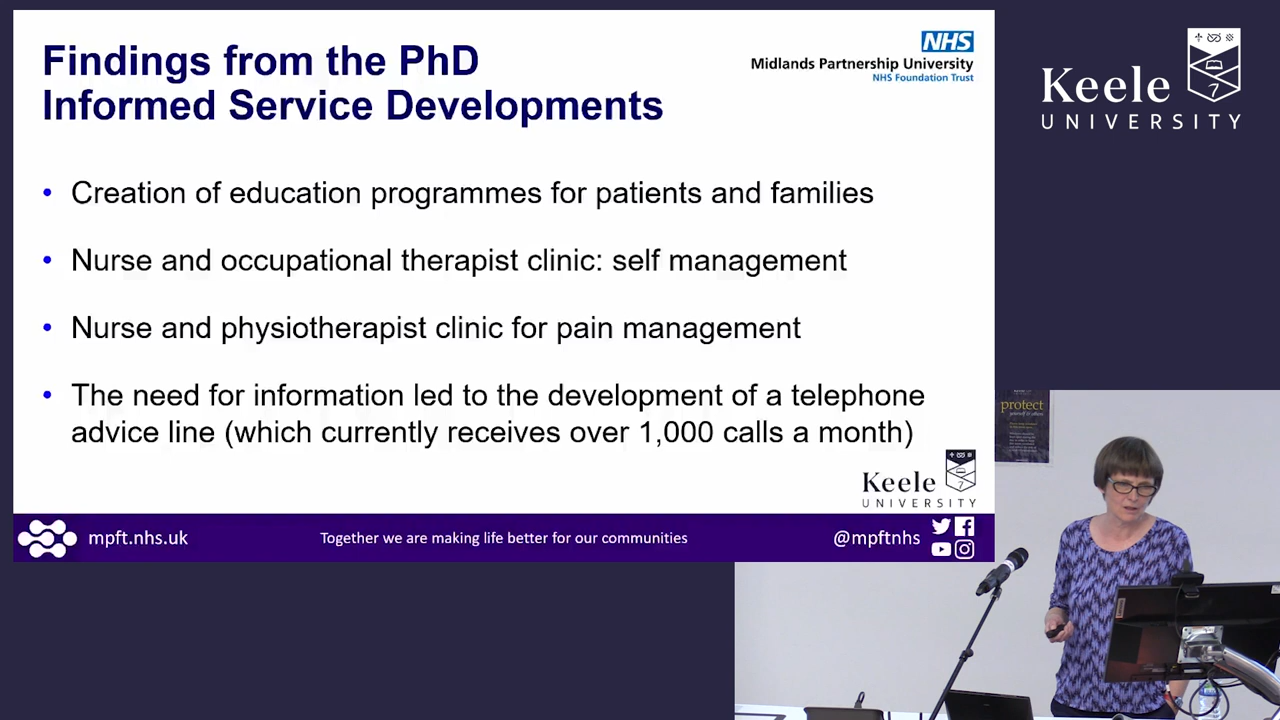 Findings from the PhD
Informed Service Developments
NHS
Midlands Partnership University
NHS Foundation Trust
Keele
UNIVERSITY
• Creation of education programmes for patients and families
• Nurse and occupational therapist clinic: self management
• Nurse and physiotherapist clinic for pain management
• The need for information led to the development of a telephone
advice line (which currently receives over 1,000 calls a month)
Keele
UNIVERSITY
mpft.nhs.uk
Together we are making life better for our communities
@mpftnhs
protect